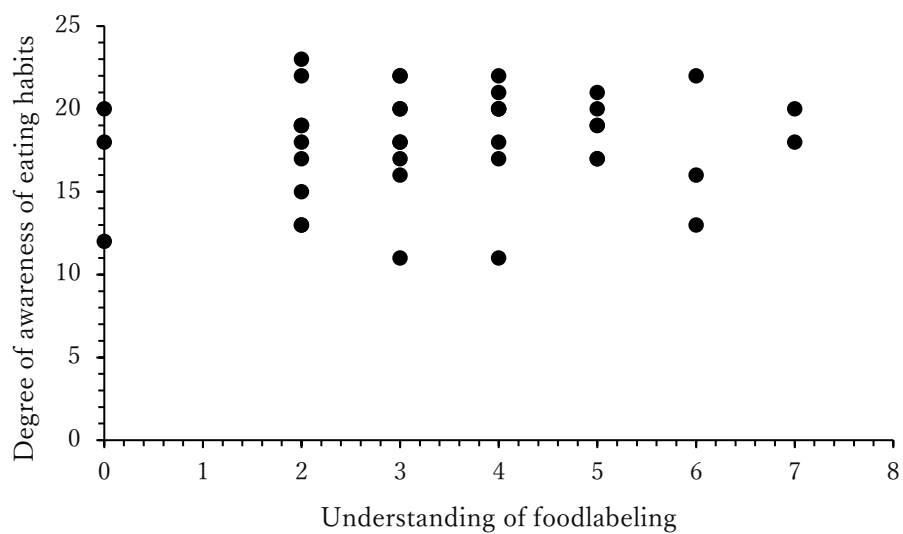 Degree of awareness of eating habits
25
20
15
10
5
0
0 1 2 3 4 5 6 7 8
Understanding of foodlabeling